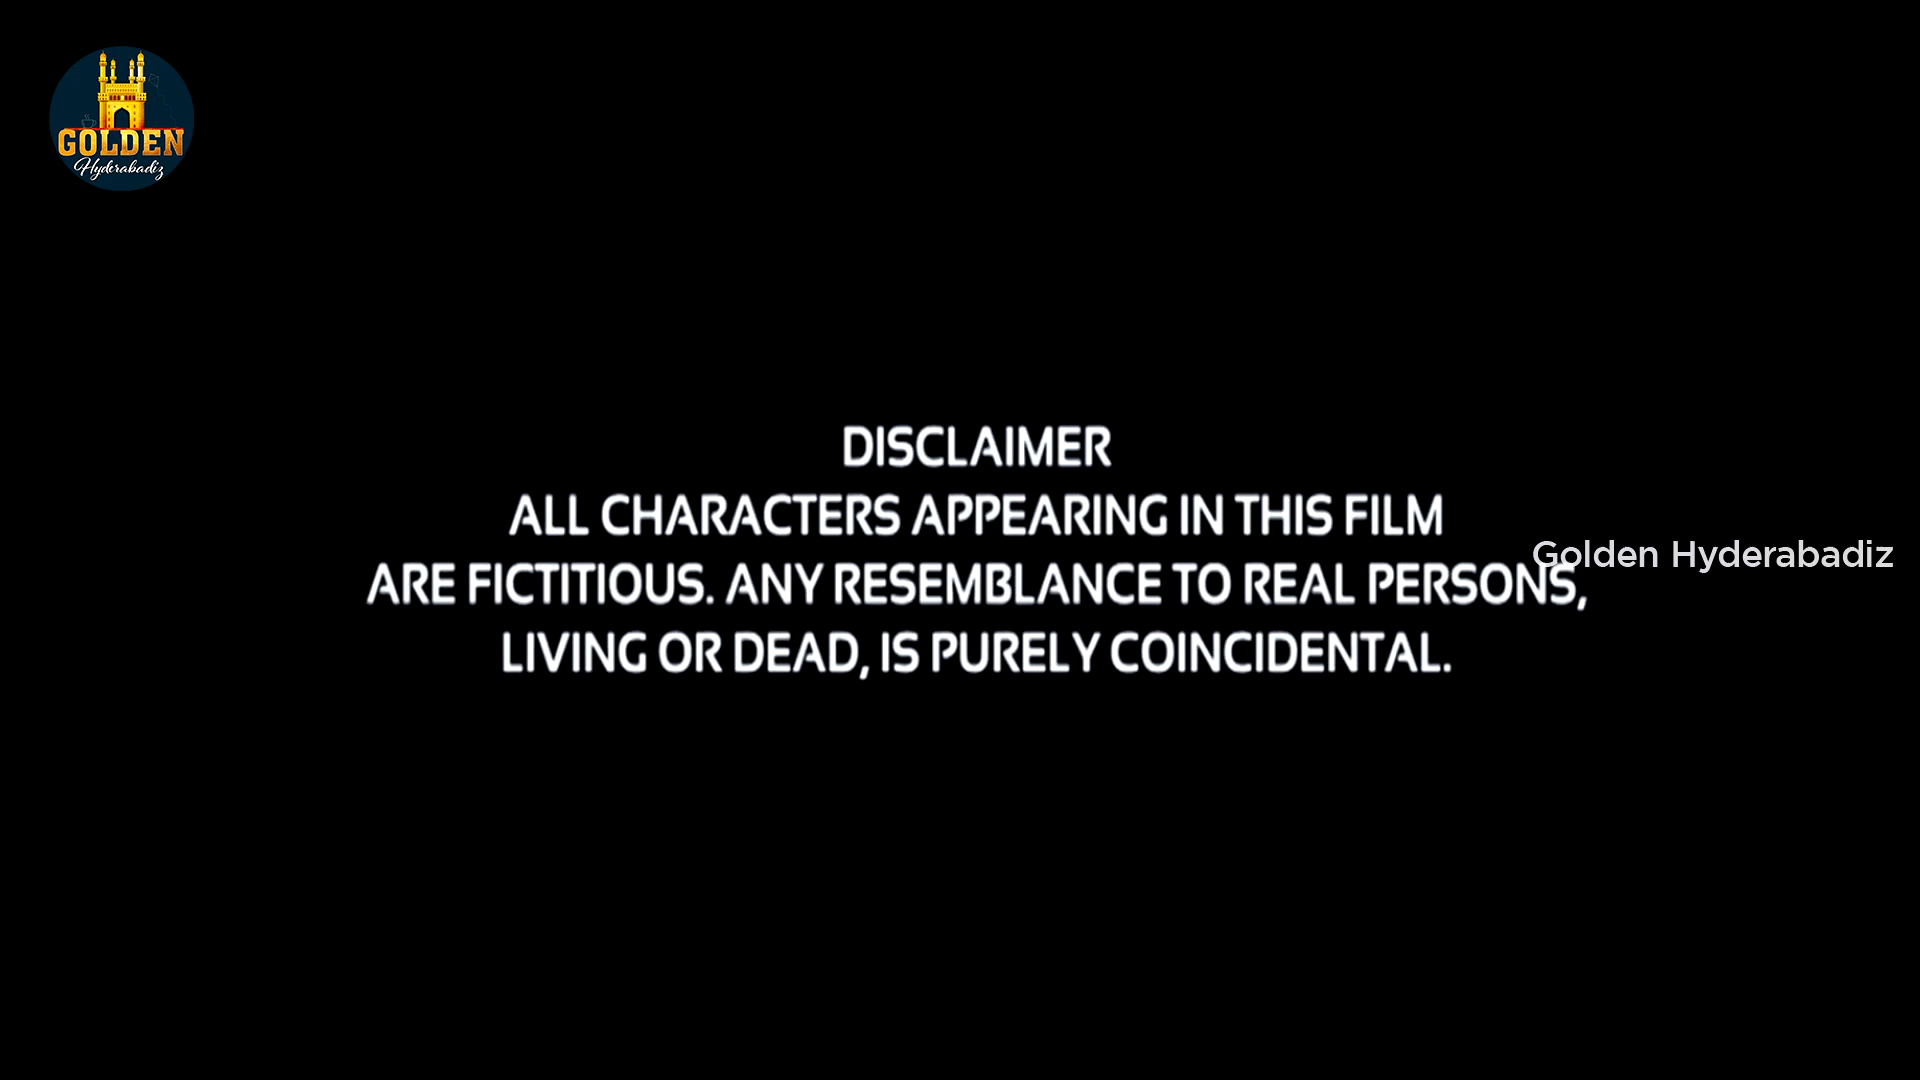 GOLDEN
Hyderabadiz
DISCLAIMER
ALL CHARACTERS APPEARING IN THIS FILM
Golden Hyderabadiz
ARE FICTITIOUS. ANY RESEMBLANCE TO REAL PERSONS,
LIVING OR DEAD, IS PURELY COINCIDENTAL.